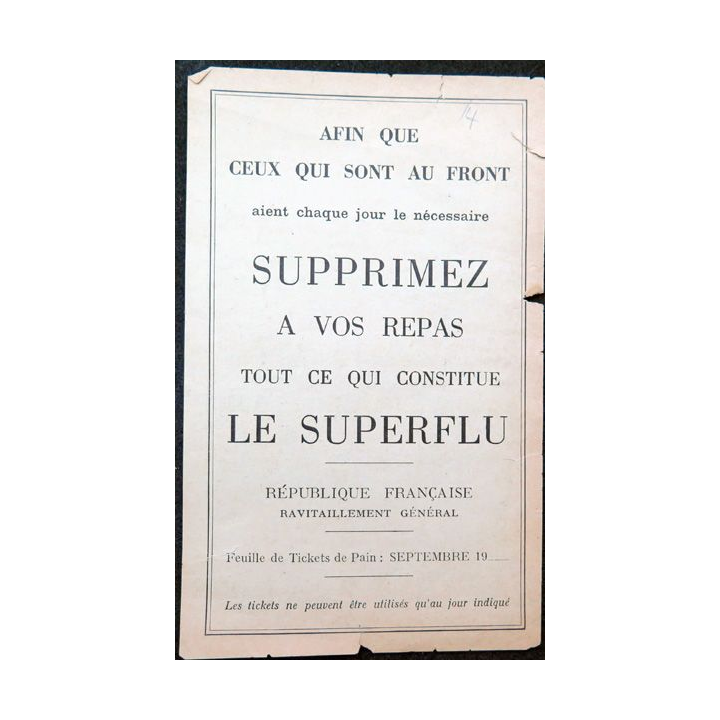 14
AFIN QUE
CEUX QUI SONT AU FRONT
aient chaque jour le nécessaire
SUPPRIMEZ
A VOS REPAS
TOUT CE QUI CONSTITUE
LE SUPERFLU
RÉPUBLIQUE FRANÇAISE
RAVITAILLEMENT GÉNÉRAL
Feuille de Tickets de Pain : SEPTEMBRE 19
Les tickets ne peuvent être utilisés qu'au jour indiqué